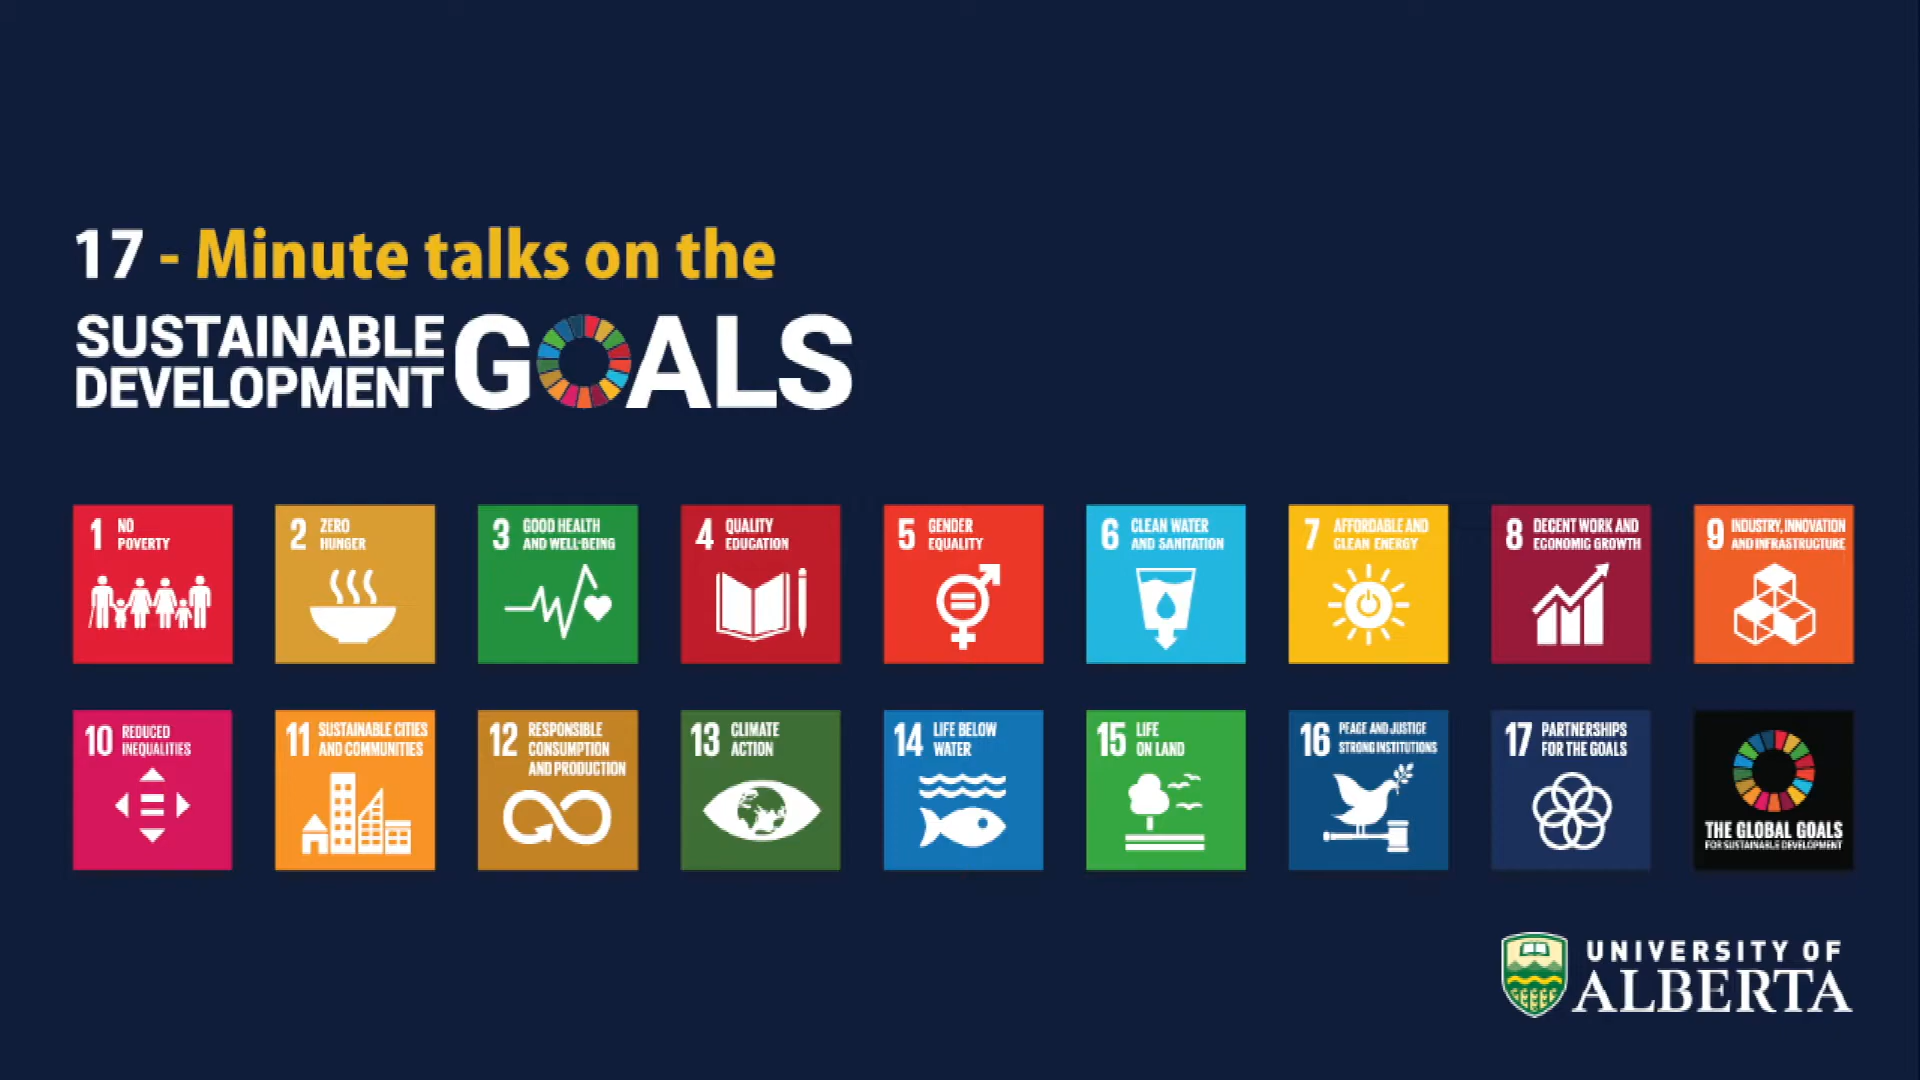 17 - Minute talks on the
SUSTAINABLE
DEVELOPMENT
GOALS
1 NO
POVERTY
2 ZERO
HUNGER
3 GOOD HEALTH
AND WELL-BEING
4 QUALITY
EDUCATION
5 GENDER
EQUALITY
6 CLEAN WATER
AND SANITATION
7 AFFORDABLE AND
CLEAN ENERGY
8 DECENT WORK AND
ECONOMIC GROWTH
9 INDUSTRY, INNOVATION
AND INFRASTRUCTURE
10 REDUCED
INEQUALITIES
11 SUSTAINABLE CITIES
AND COMMUNITIES
12 RESPONSIBLE
CONSUMPTION
AND PRODUCTION
13 CLIMATE
ACTION
14 LIFE BELOW
WATER
15 LIFE
ON LAND
16 PEACE AND JUSTICE
STRONG INSTITUTIONS
17 PARTNERSHIPS
FOR THE GOALS
THE GLOBAL GOALS
FOR SUSTAINABLE DEVELOPMENT
UNIVERSITY OF
ALBERTA